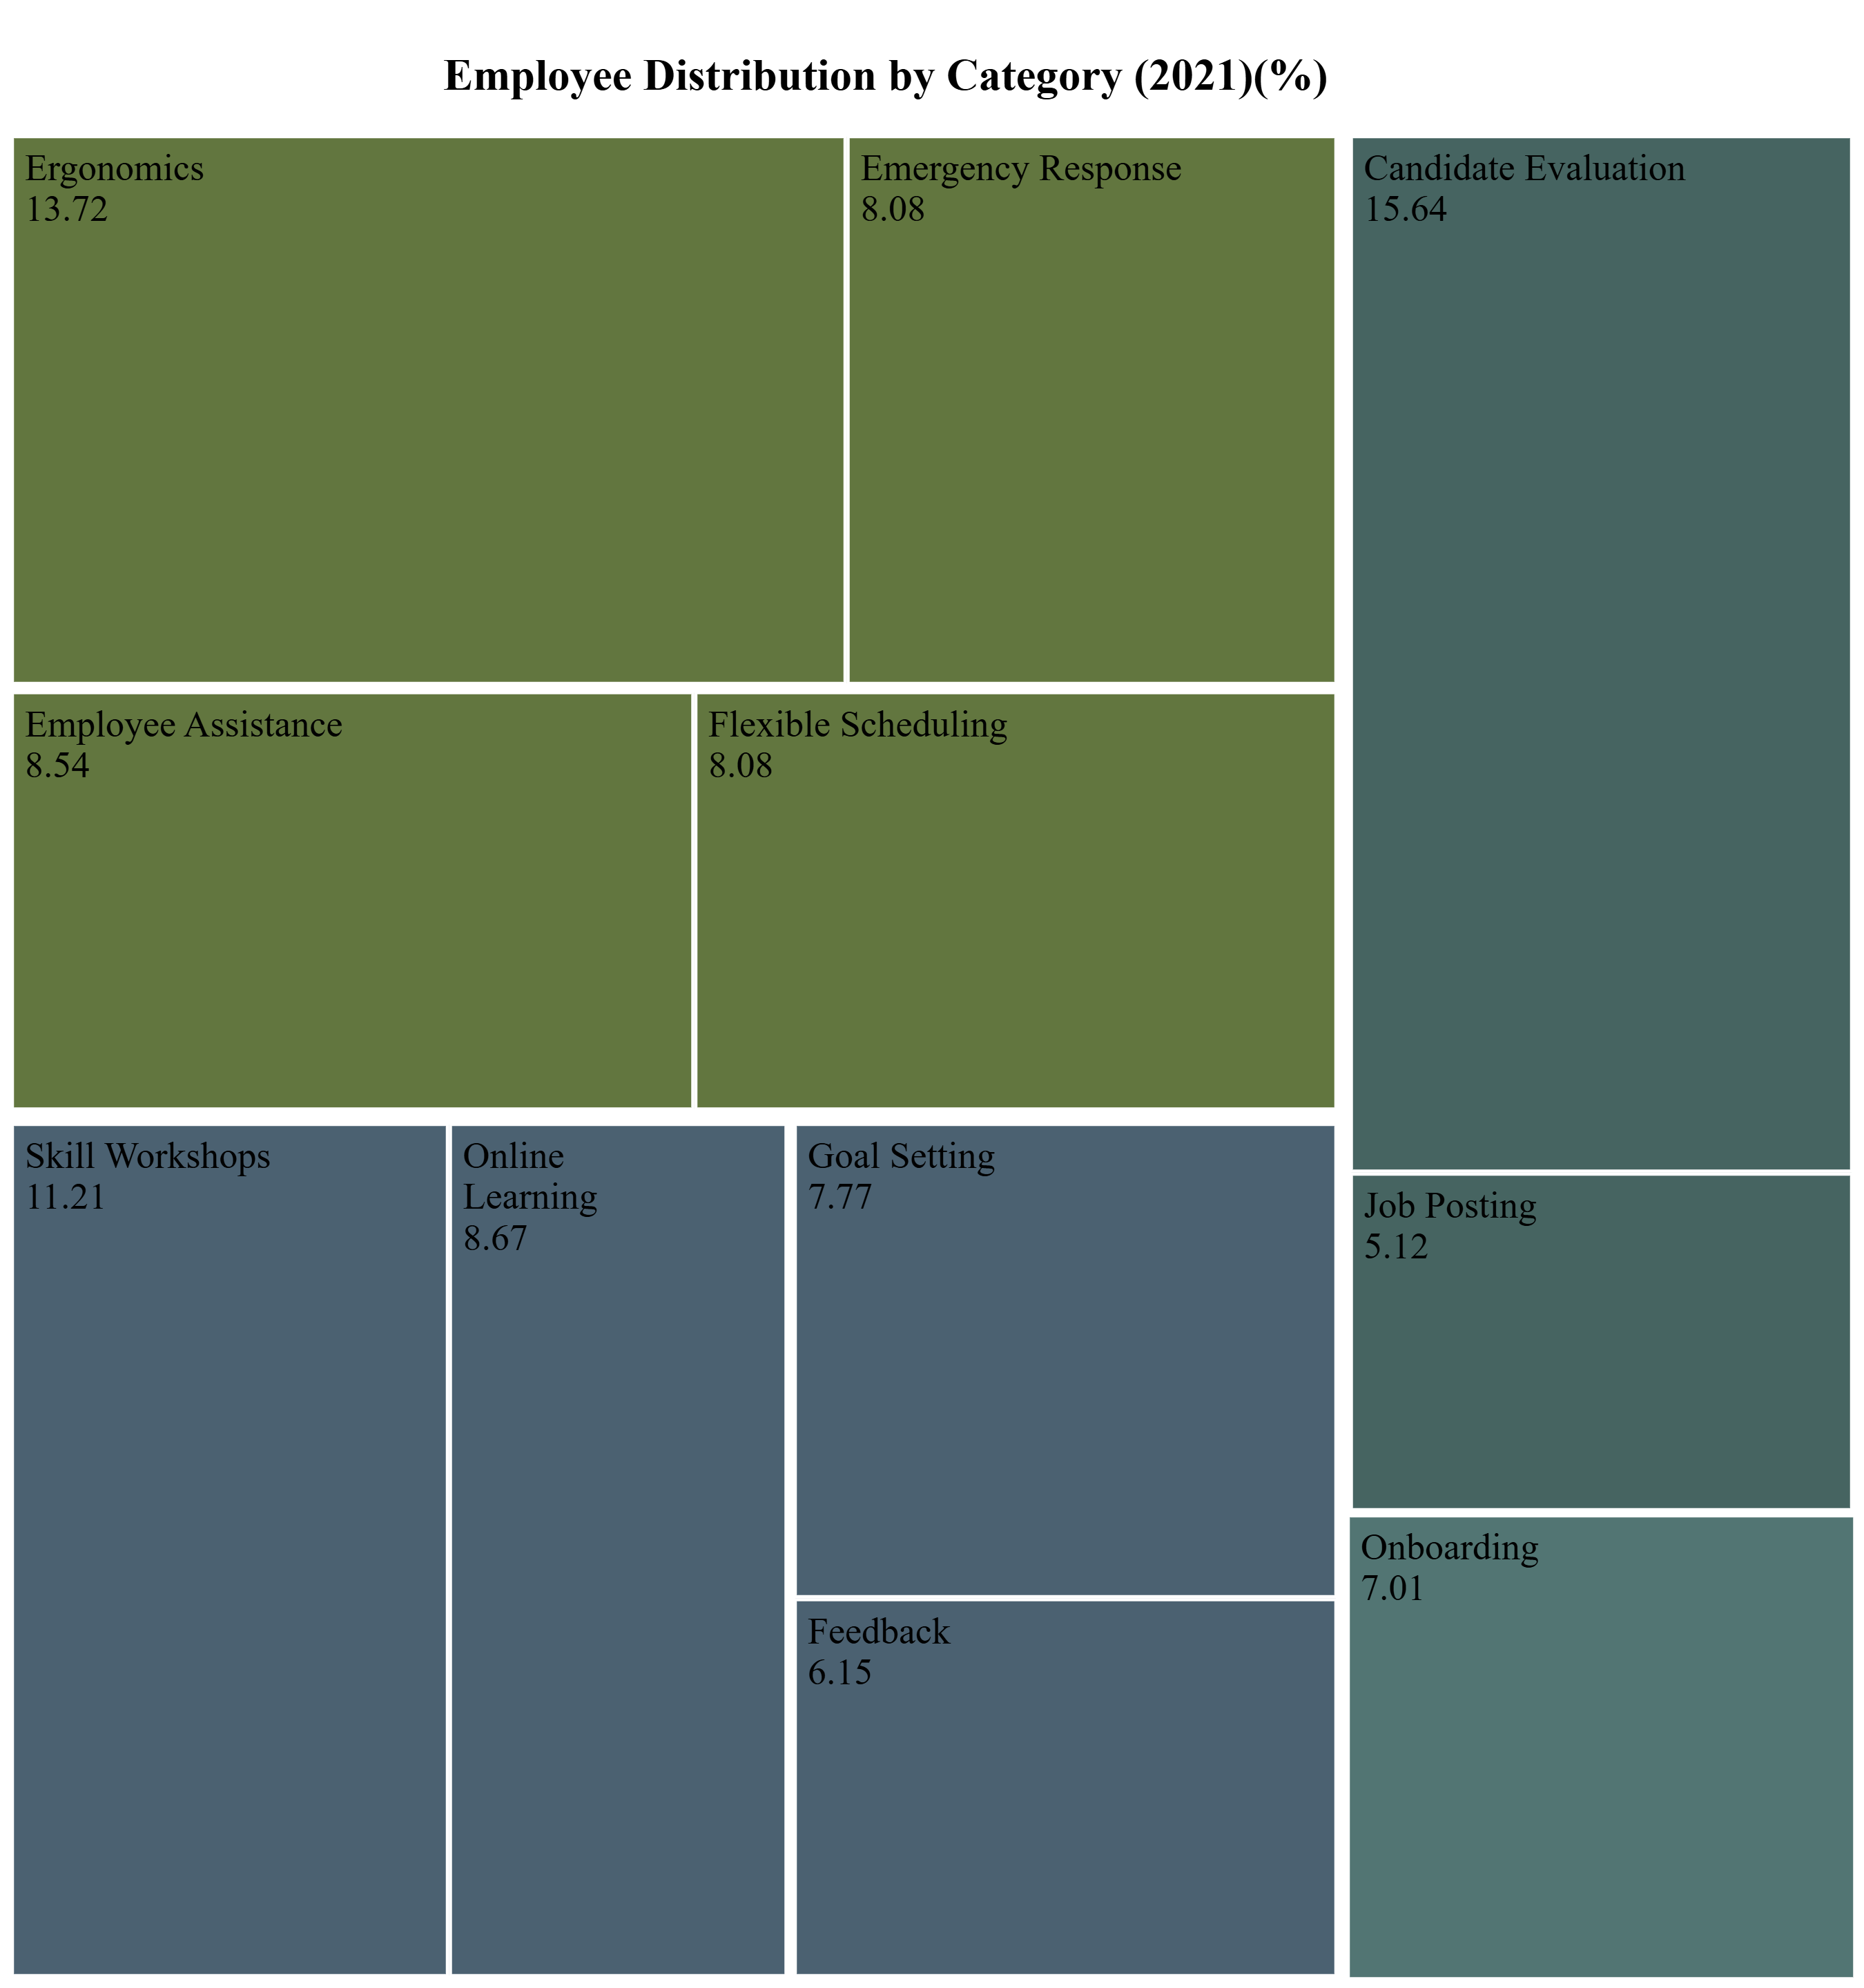 Employee Distribution by Category (2021)(%)
Ergonomics
13.72
Emergency Response
8.08
Candidate Evaluation
15.64
Employee Assistance
8.54
Flexible Scheduling
8.08
Skill Workshops
11.21
Online
Learning
8.67
Goal Setting
7.77
Job Posting
5.12
Onboarding
7.01
Feedback
6.15